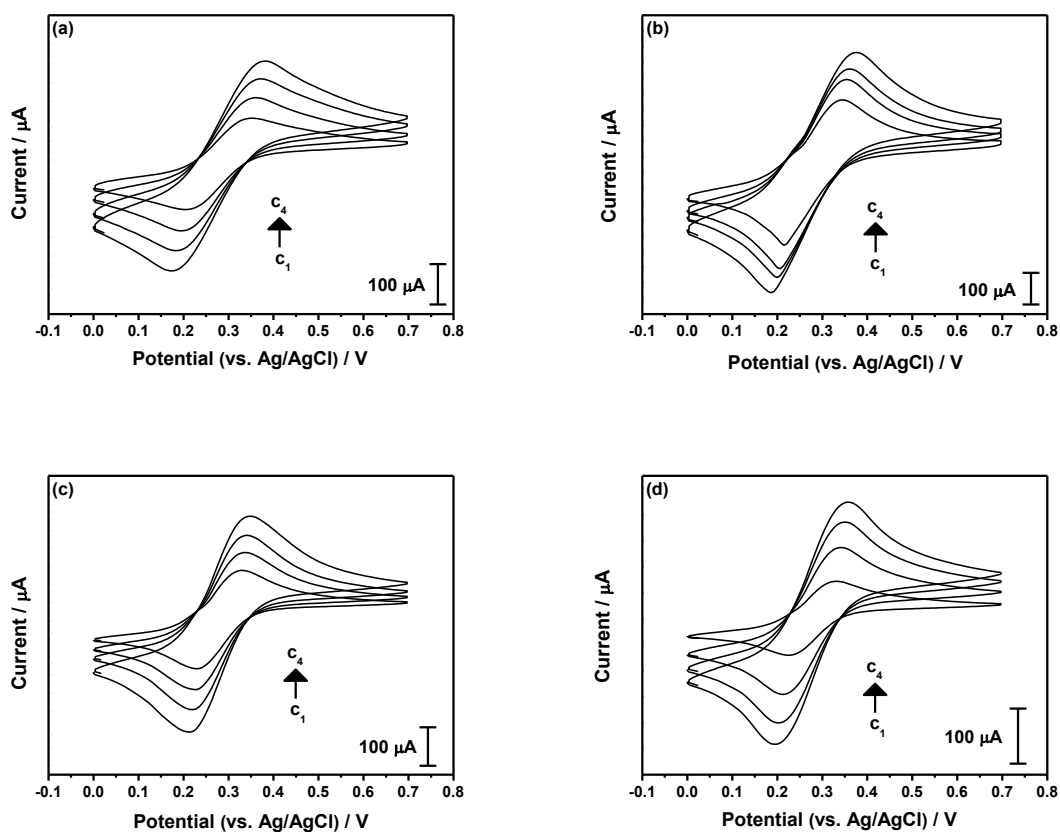 (a)
Current / μA
c₄
c₁
100 μA
-0.1 0.0 0.1 0.2 0.3 0.4 0.5 0.6 0.7 0.8
Potential (vs. Ag/AgCl) / V
(b)
Current / μA
c₄
c₁
100 μA
-0.1 0.0 0.1 0.2 0.3 0.4 0.5 0.6 0.7 0.8
Potential (vs. Ag/AgCl) / V
(c)
Current / μA
c₄
c₁
100 μA
-0.1 0.0 0.1 0.2 0.3 0.4 0.5 0.6 0.7 0.8
Potential (vs. Ag/AgCl) / V
(d)
Current / μA
c₄
c₁
100 μA
-0.1 0.0 0.1 0.2 0.3 0.4 0.5 0.6 0.7 0.8
Potential (vs. Ag/AgCl) / V